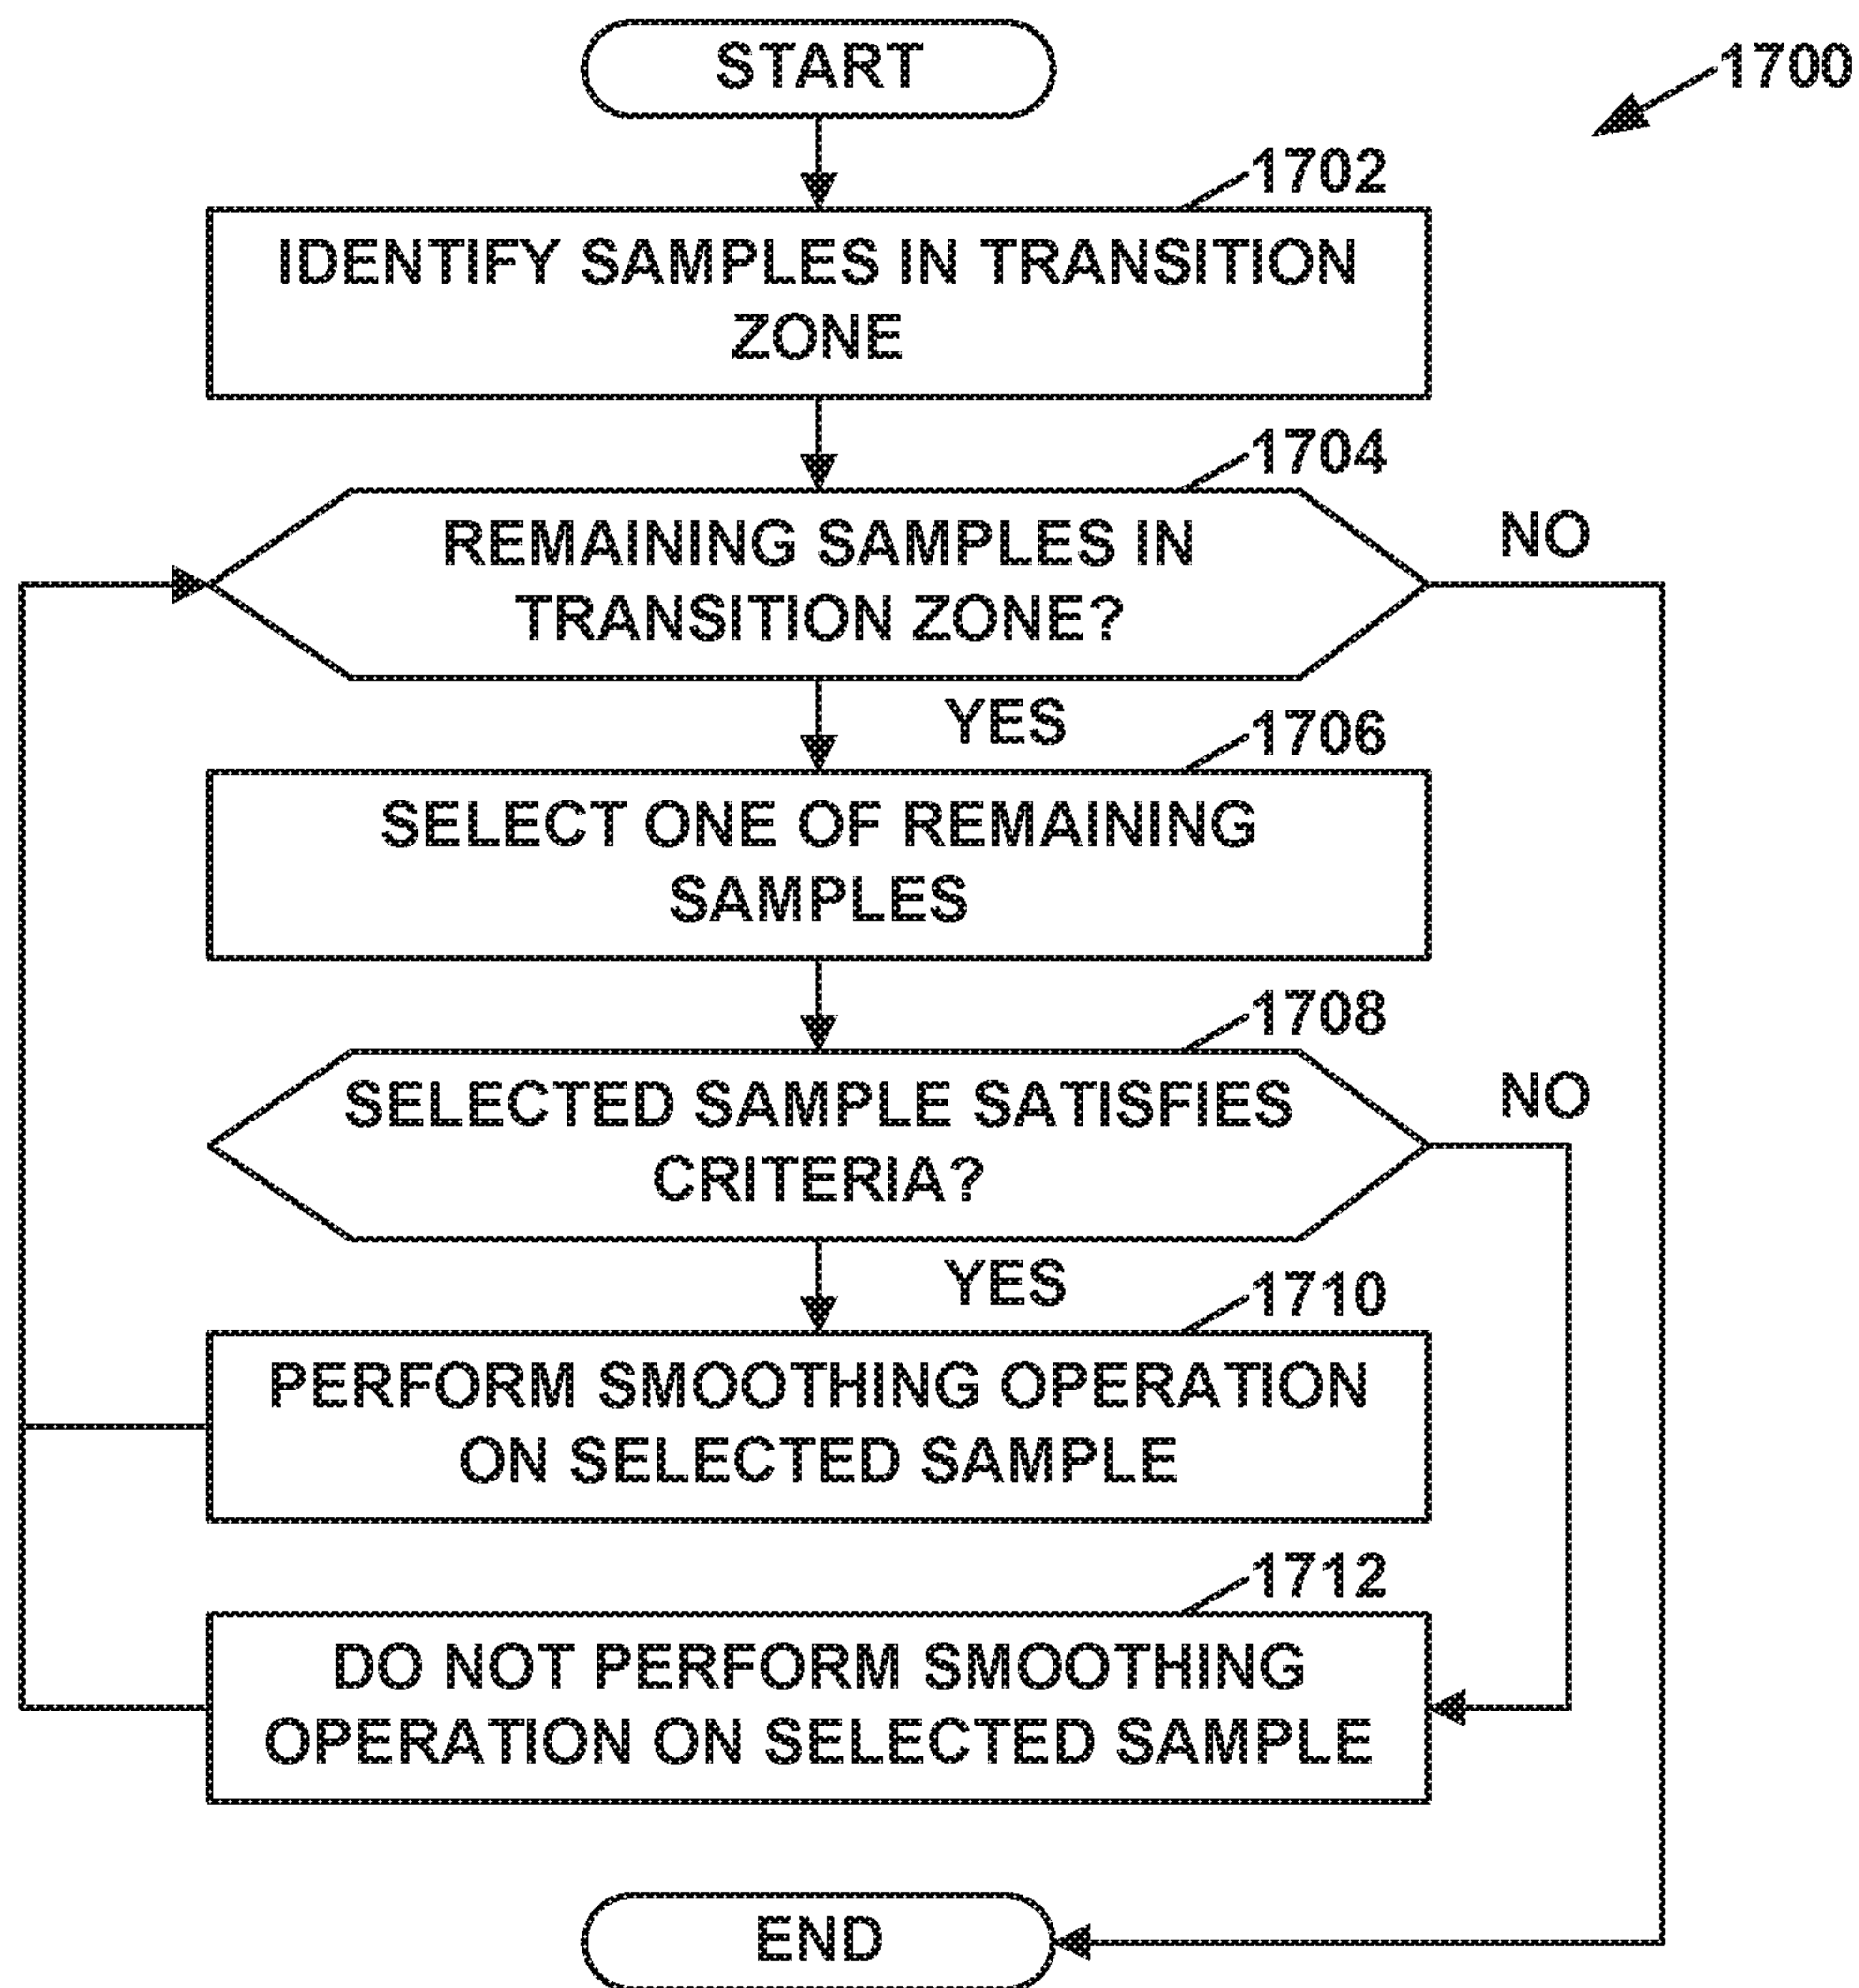 START
1700
1702
IDENTIFY SAMPLES IN TRANSITION
ZONE
1704
REMAINING SAMPLES IN
TRANSITION ZONE?
NO
YES
1706
SELECT ONE OF REMAINING
SAMPLES
1708
SELECTED SAMPLE SATISFIES
CRITERIA?
NO
YES
1710
PERFORM SMOOTHING OPERATION
ON SELECTED SAMPLE
1712
DO NOT PERFORM SMOOTHING
OPERATION ON SELECTED SAMPLE
END